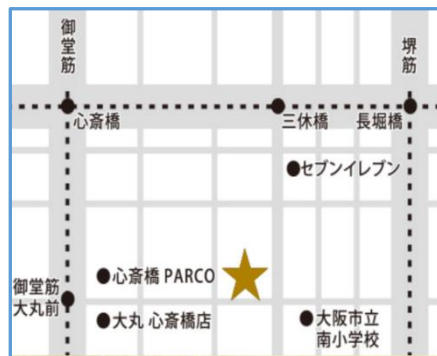 御堂筋
堺筋
心斎橋
三休橋
長堀橋
セブンイレブン
心斎橋 PARCO
御堂筋
大丸前
大丸 心斎橋店
大阪市立
南小学校